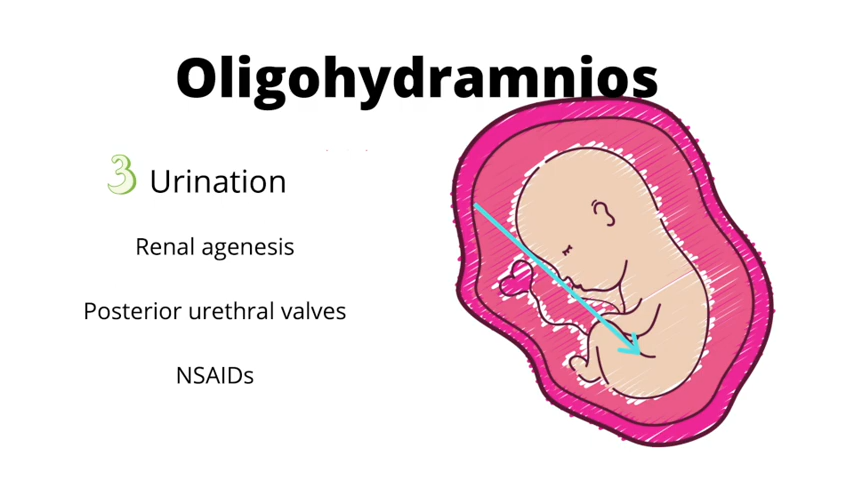 Oligohydramnios
3 Urination
Renal agenesis
Posterior urethral valves
NSAIDs